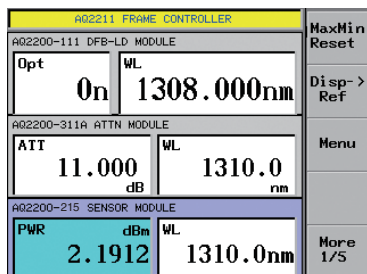 AQ2211 FRAME CONTROLLER
AQ2200-111 DFB-LD MODULE
Opt WL
0n 1308.000nm
AQ2200-311A ATTN MODULE
ATT WL
11.000 1310.0
dB nm
AQ2200-215 SENSOR MODULE
PWR dBm WL
2.1912 1310.0nm
MaxMin
Reset
Disp->
Ref
Menu
More
1/5